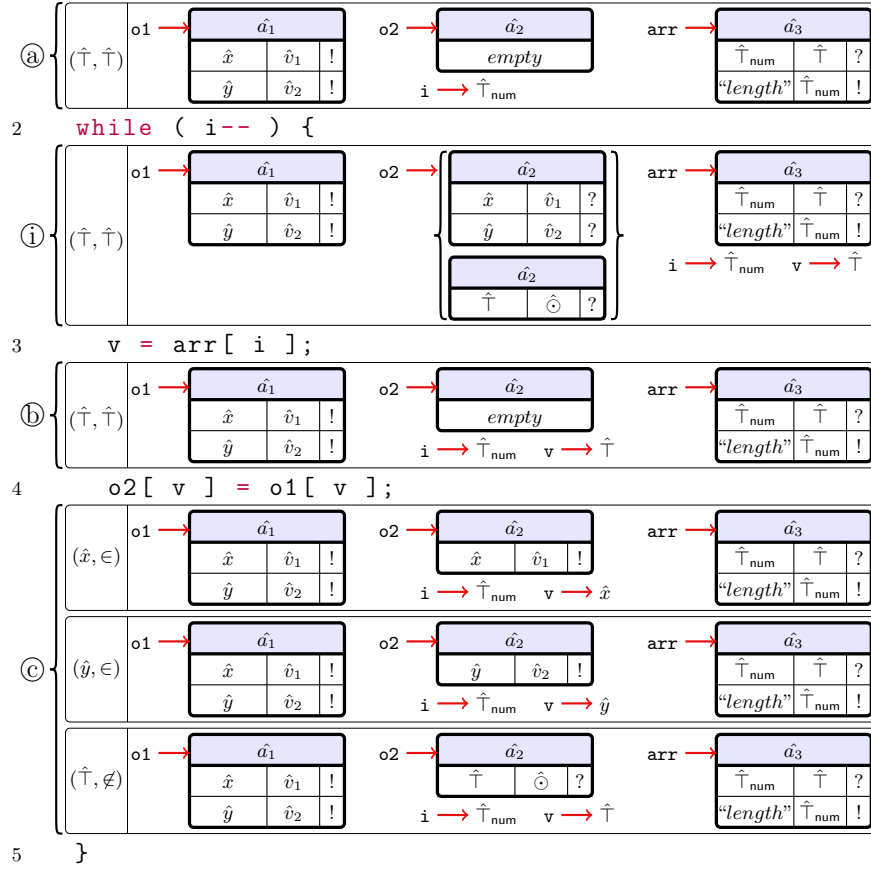 o1 â₁ o2 â₂ arr â₃
ⓐ (⊤̂, ⊤̂) x̂ v̂₁ ! empty ⊤̂num ⊤̂ ?
ŷ v̂₂ ! i ⊤̂num “length” ⊤̂num !
2 while ( i-- ) {
o1 â₁ o2 â₂ arr â₃
x̂ v̂₁ ! x̂ v̂₁ ? ⊤̂num ⊤̂ ?
ⓘ (⊤̂, ⊤̂) ŷ v̂₂ ! ŷ v̂₂ ? “length” ⊤̂num !
â₂ i ⊤̂num v ⊤̂
⊤̂ ⊙̂ ?
3 v = arr[ i ];
o1 â₁ o2 â₂ arr â₃
ⓑ (⊤̂, ⊤̂) x̂ v̂₁ ! empty ⊤̂num ⊤̂ ?
ŷ v̂₂ ! i ⊤̂num v ⊤̂ “length” ⊤̂num !
4 o2[ v ] = o1[ v ];
o1 â₁ o2 â₂ arr â₃
(x̂, ∈) x̂ v̂₁ ! x̂ v̂₁ ! ⊤̂num ⊤̂ ?
ŷ v̂₂ ! i ⊤̂num v x̂ “length” ⊤̂num !
o1 â₁ o2 â₂ arr â₃
ⓒ (ŷ, ∈) x̂ v̂₁ ! ŷ v̂₂ ! ⊤̂num ⊤̂ ?
ŷ v̂₂ ! i ⊤̂num v ŷ “length” ⊤̂num !
o1 â₁ o2 â₂ arr â₃
(⊤̂, ∉) x̂ v̂₁ ! ⊤̂ ⊙̂ ? ⊤̂num ⊤̂ ?
ŷ v̂₂ ! i ⊤̂num v ⊤̂ “length” ⊤̂num !
5 }